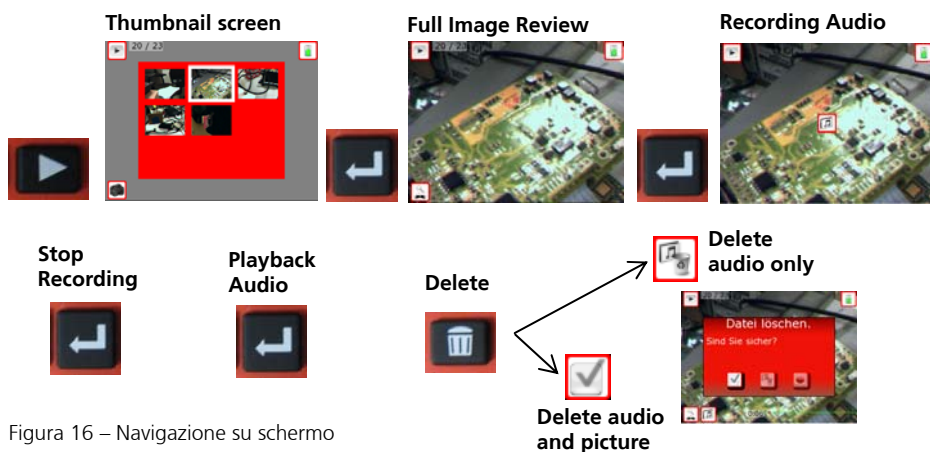 Thumbnail screen
Full Image Review
Recording Audio
20 / 23
20 / 23
Stop
Recording
Playback
Audio
Delete
Delete
audio only
Datei löschen.
Sind Sie sicher?
Delete audio
and picture
Figura 16 – Navigazione su schermo